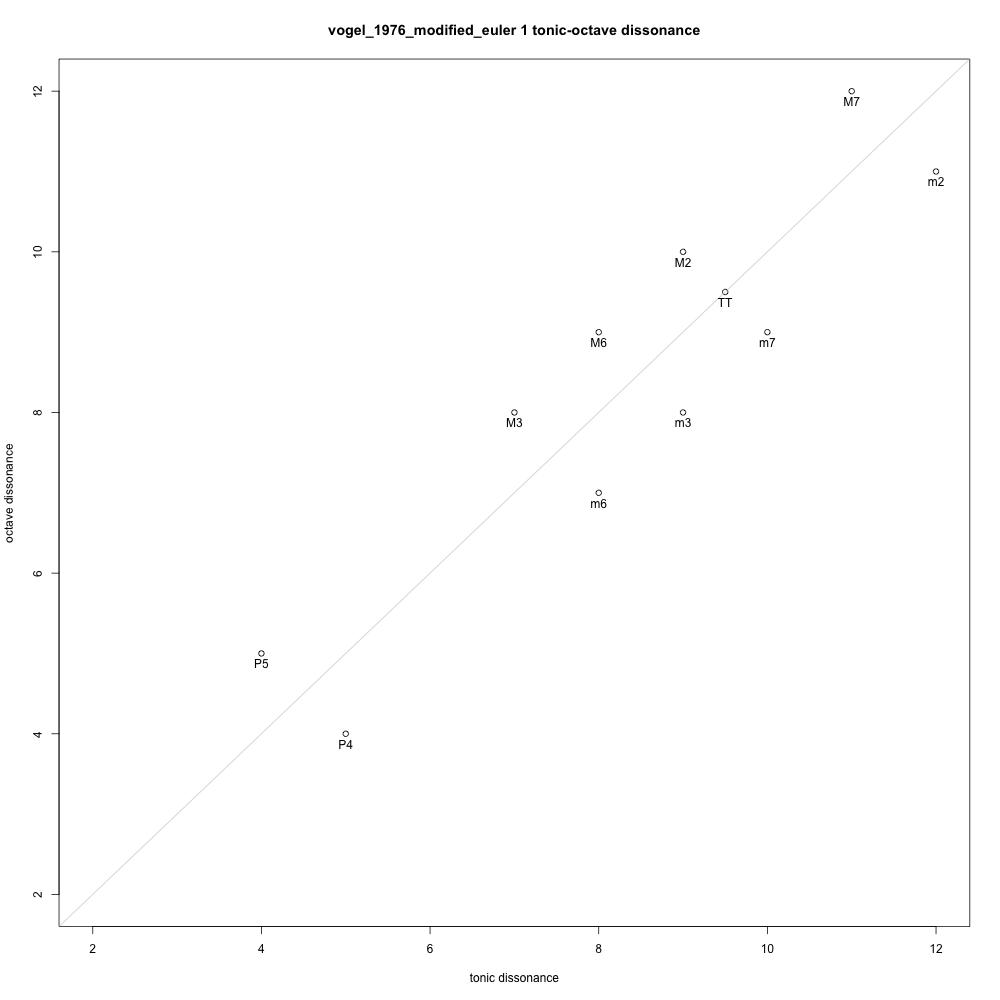 vogel_1976_modified_euler 1 tonic-octave dissonance
12
10
8
6
4
2
octave dissonance
M7
m2
M2
TT
M6
m7
M3
m3
m6
P5
P4
2
4
6
8
10
12
tonic dissonance